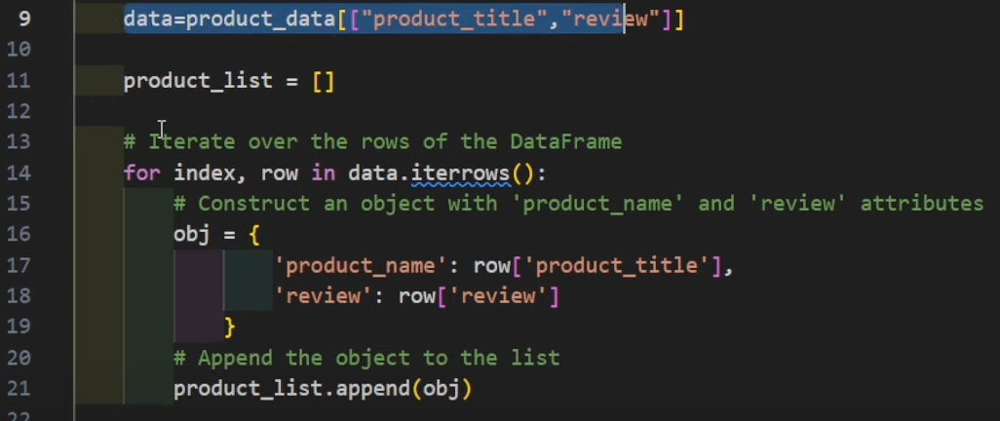 9 data=product_data[["product_title","review"]]
10
11 product_list = []
12
13 # Iterate over the rows of the DataFrame
14 for index, row in data.iterrows():
15 # Construct an object with 'product_name' and 'review' attributes
16 obj = {
17 'product_name': row['product_title'],
18 'review': row['review']
19 }
20 # Append the object to the list
21 product_list.append(obj)
22